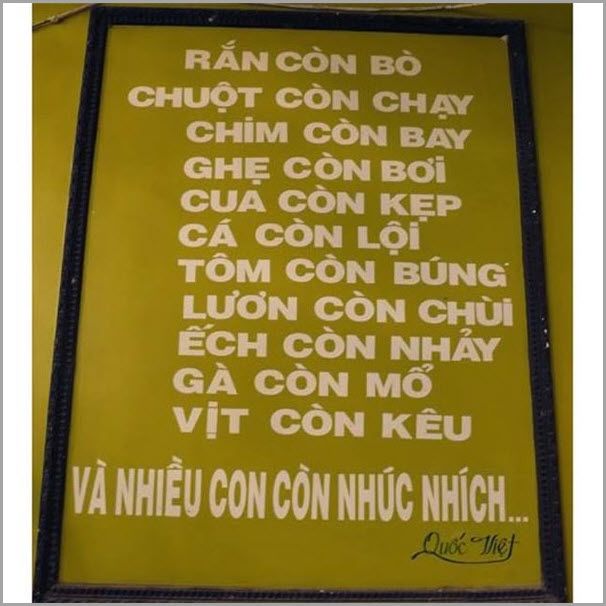 RẮN CÒN BÒ
CHUỘT CÒN CHẠY
CHIM CÒN BAY
GHẸ CÒN BƠI
CUA CÒN KẸP
CÁ CÒN LỘI
TÔM CÒN BÚNG
LƯƠN CÒN CHÙI
ẾCH CÒN NHẢY
GÀ CÒN MỔ
VỊT CÒN KÊU
VÀ NHIỀU CON CÒN NHÚC NHÍCH...
Quốc Việt